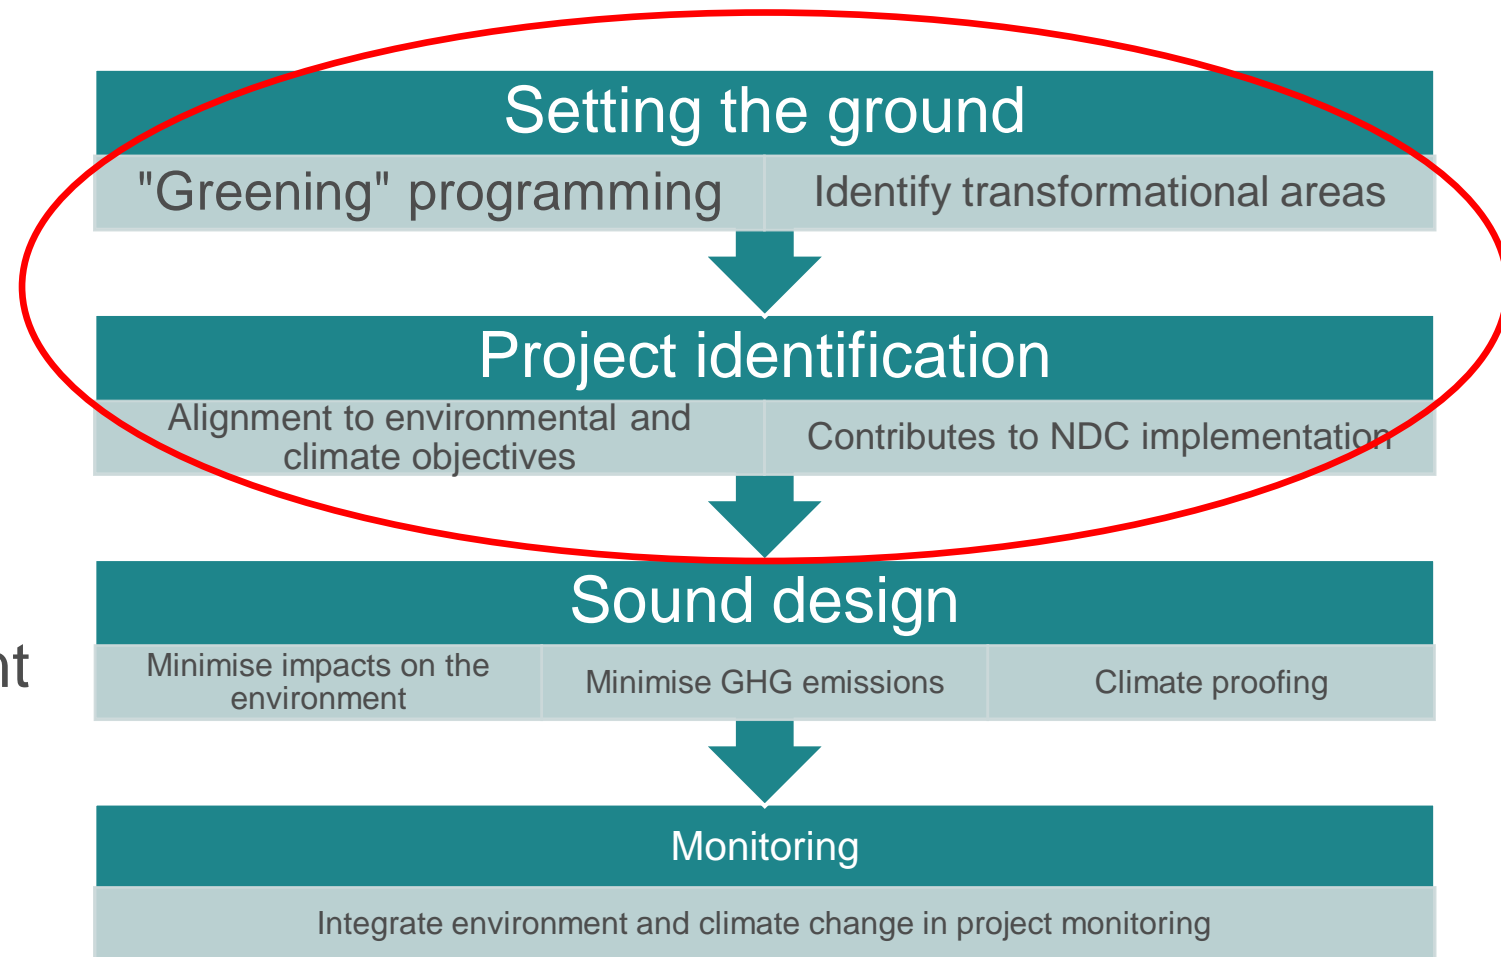 Setting the ground
"Greening" programming
Identify transformational areas
Project identification
Alignment to environmental and
climate objectives
Contributes to NDC implementation
Sound design
nt
Minimise impacts on the
environment
Minimise GHG emissions
Climate proofing
Monitoring
Integrate environment and climate change in project monitoring